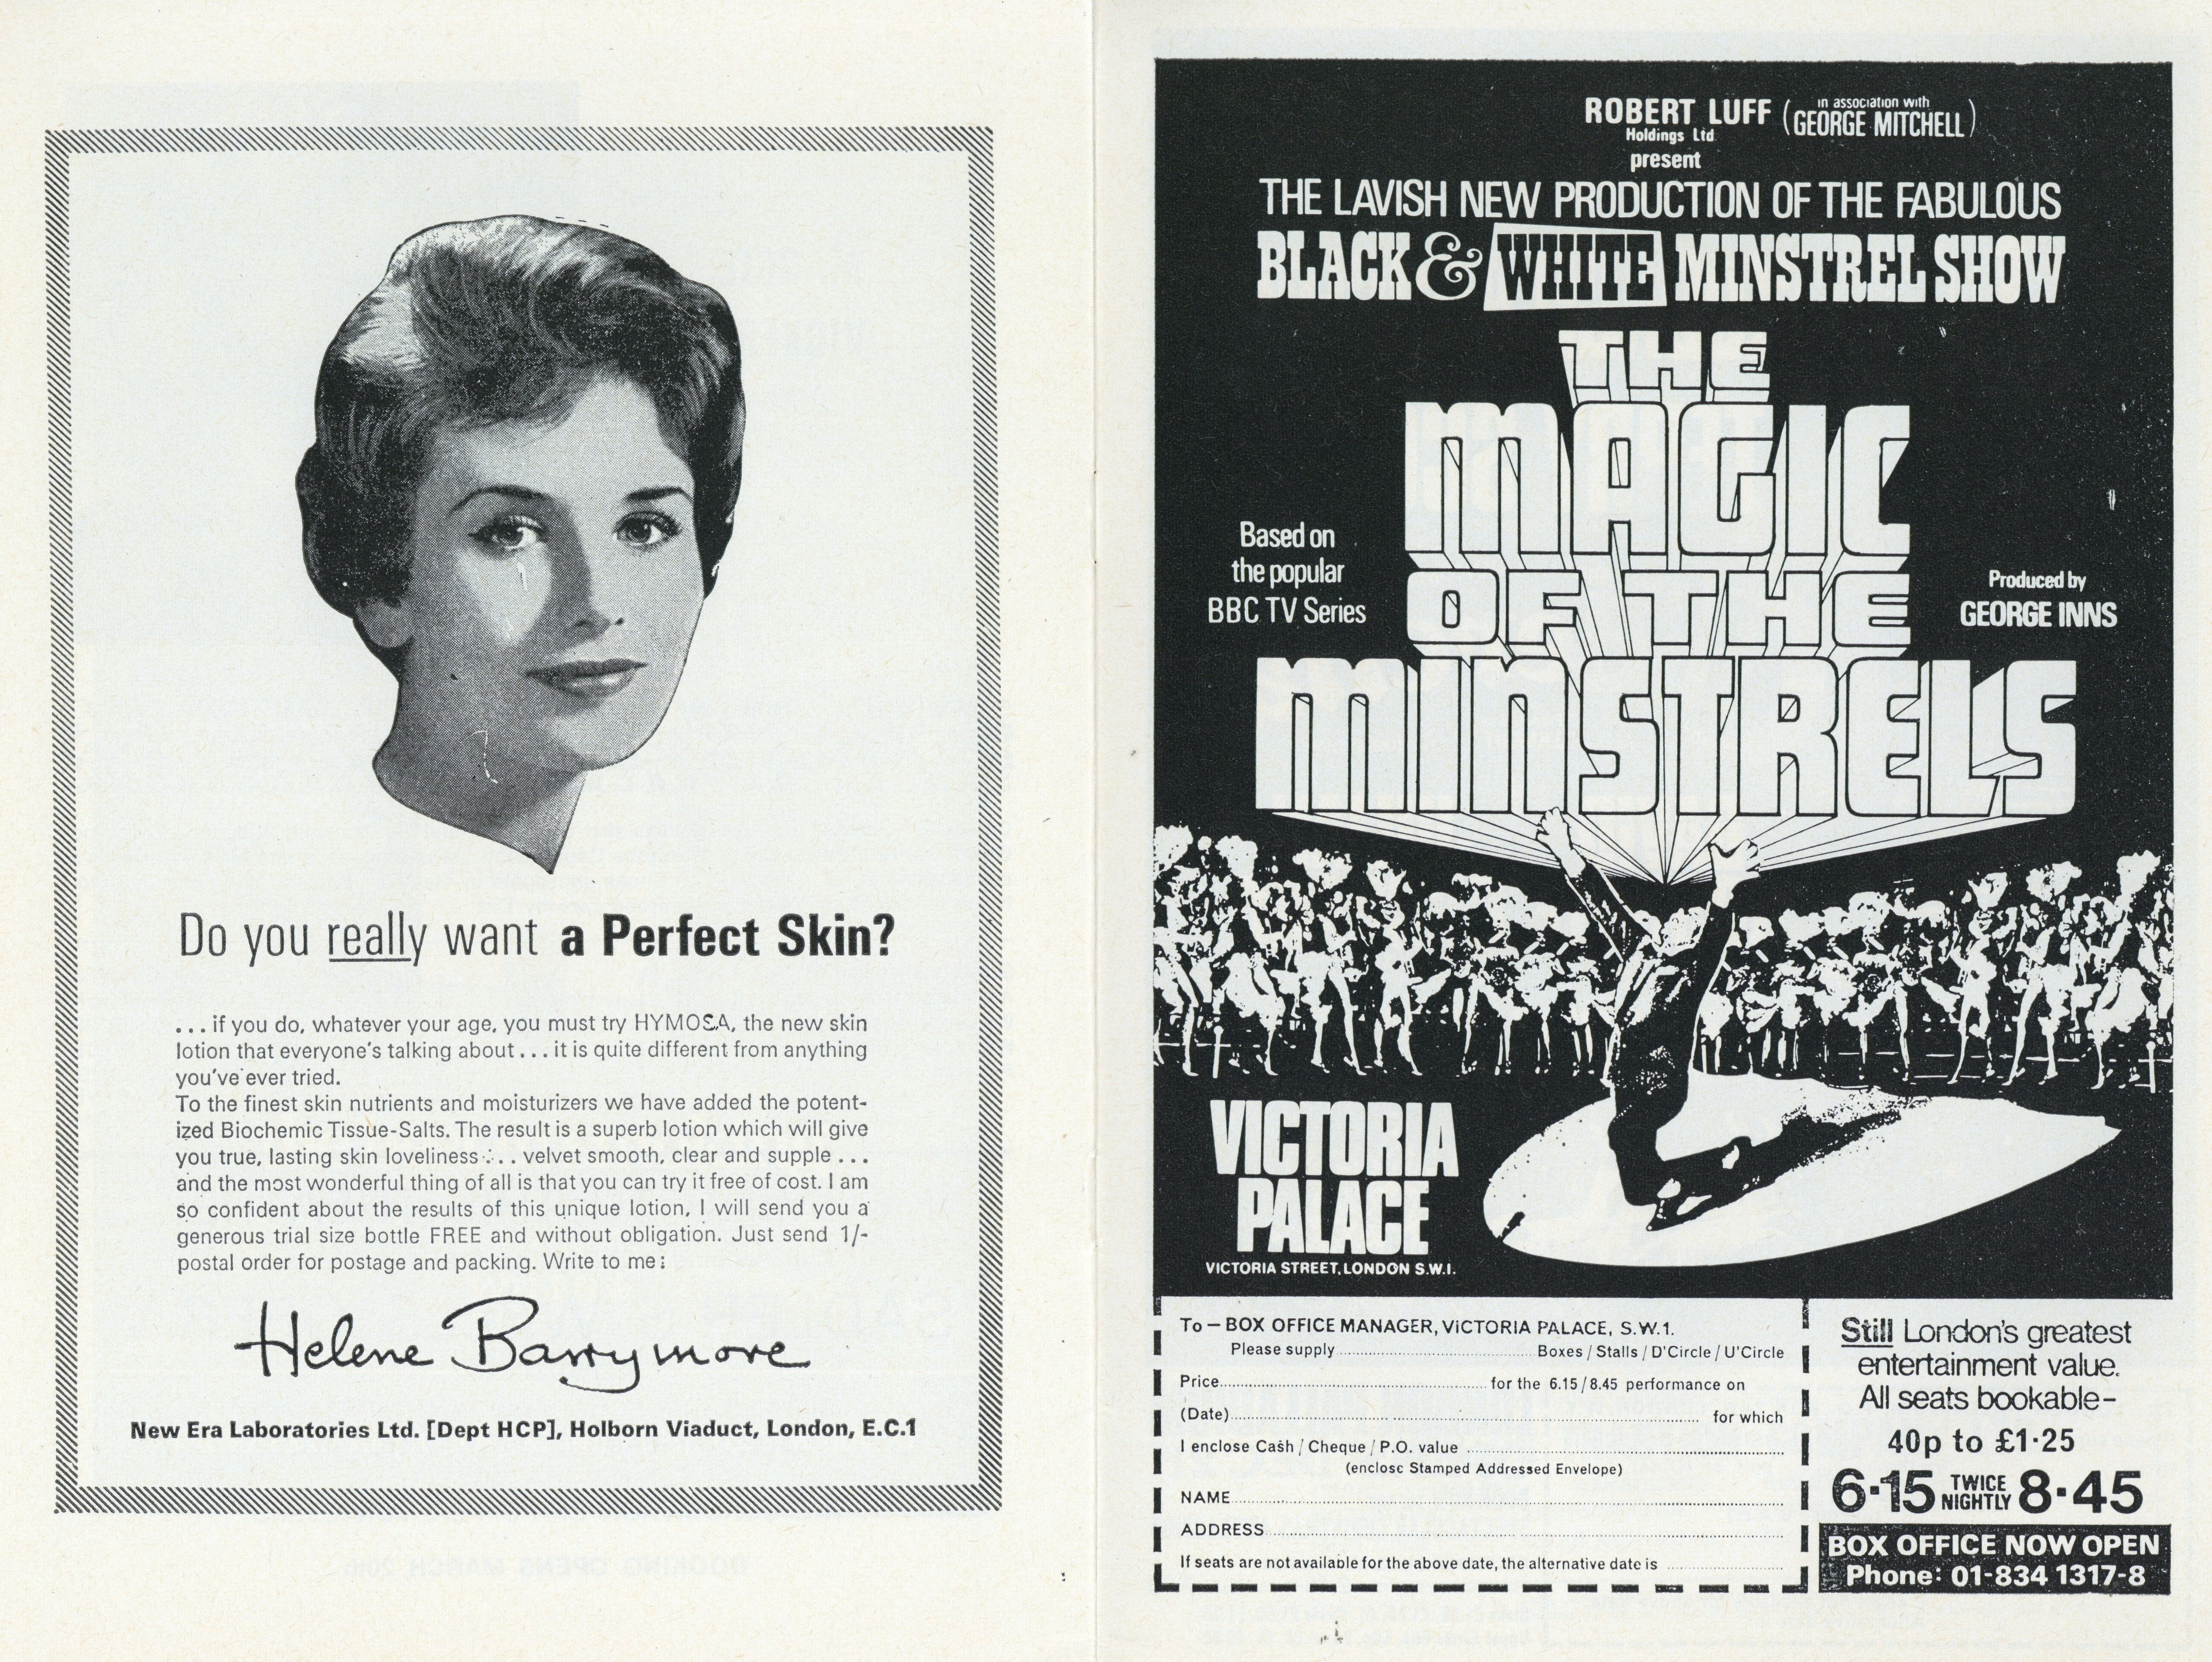 Do you really want a Perfect Skin?
... if you do, whatever your age, you must try HYMOSA, the new skin
lotion that everyone's talking about ... it is quite different from anything
you've ever tried.
To the finest skin nutrients and moisturizers we have added the potent-
ized Biochemic Tissue-Salts. The result is a superb lotion which will give
you true, lasting skin loveliness ... velvet smooth, clear and supple ...
and the most wonderful thing of all is that you can try it free of cost. I am
so confident about the results of this unique lotion, I will send you a
generous trial size bottle FREE and without obligation. Just send 1/-
postal order for postage and packing. Write to me:
Helene Barrymore
New Era Laboratories Ltd. [Dept HCP], Holborn Viaduct, London, E.C.1
ROBERT LUFF (in association with
Holdings Ltd GEORGE MITCHELL)
present
THE LAVISH NEW PRODUCTION OF THE FABULOUS
BLACK & WHITE MINSTREL SHOW
THE
MAGIC
OF THE
MINSTRELS
Based on
the popular
BBC TV Series
Produced by
GEORGE INNS
VICTORIA
PALACE
VICTORIA STREET, LONDON S.W.I.
To — BOX OFFICE MANAGER, VICTORIA PALACE, S.W.1.
Please supply.....Boxes / Stalls / D'Circle / U'Circle
Price.....for the 6.15 / 8.45 performance on
(Date)..... for which
I enclose Cash / Cheque / P.O. value .....
(enclose Stamped Addressed Envelope)
NAME.....
ADDRESS.....
If seats are not available for the above date, the alternative date is .....
Still London's greatest
entertainment value.
All seats bookable-
40p to £1·25
6·15 TWICE NIGHTLY 8·45
BOX OFFICE NOW OPEN
Phone: 01-834 1317-8